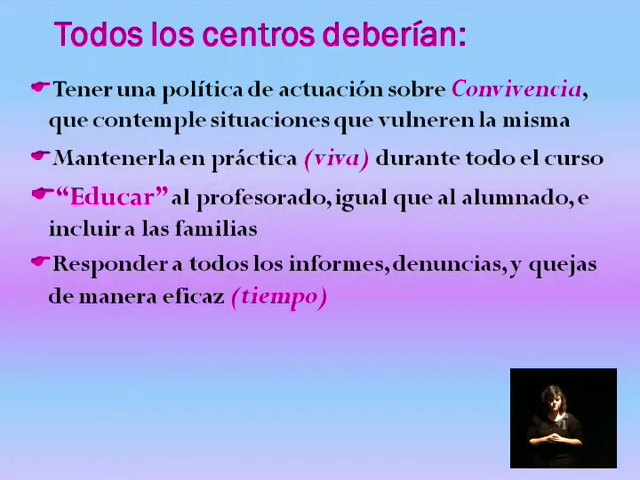 Todos los centros deberían:
Tener una política de actuación sobre Convivencia,
que contemple situaciones que vulneren la misma
Mantenerla en práctica (viva) durante todo el curso
“Educar” al profesorado, igual que al alumnado, e
incluir a las familias
Responder a todos los informes, denuncias, y quejas
de manera eficaz (tiempo)